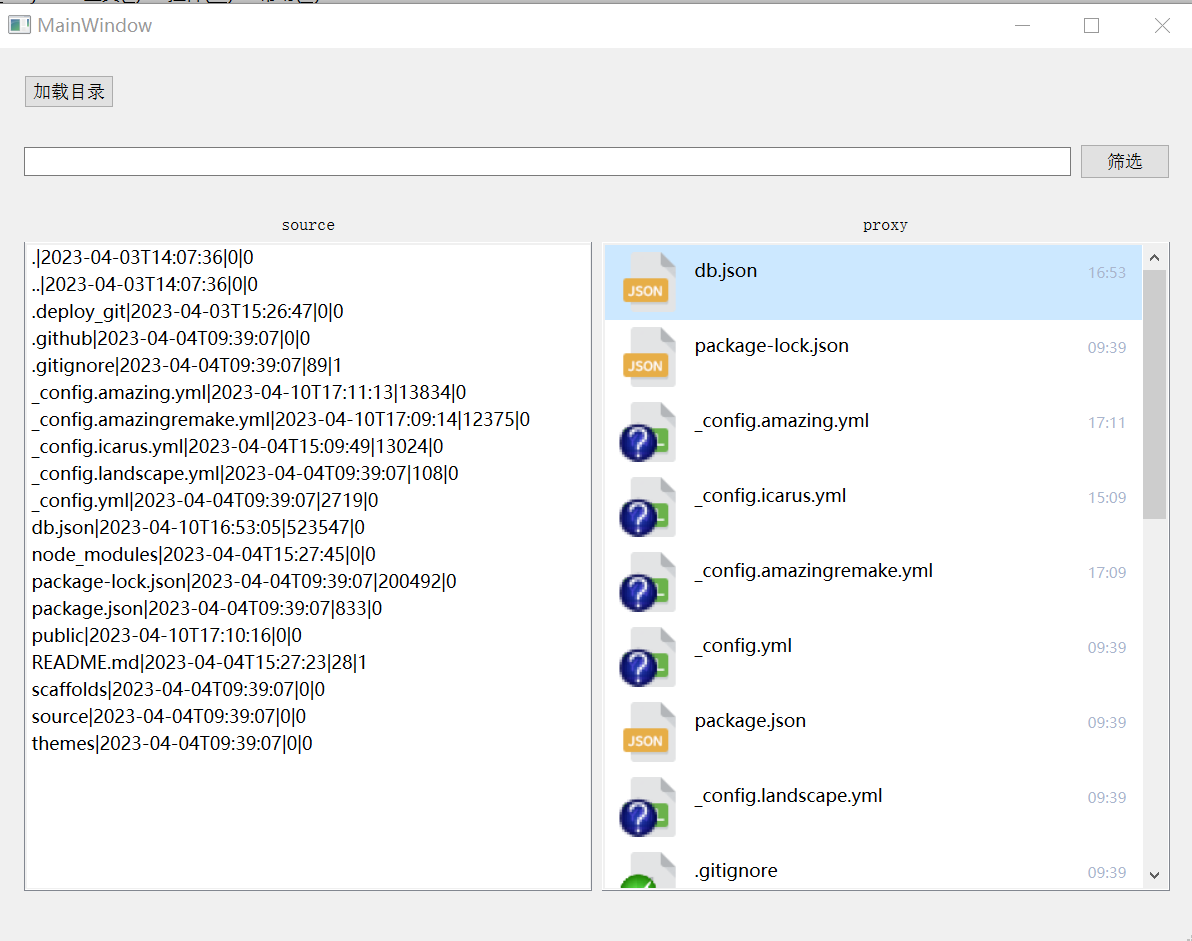 MainWindow
加载目录
筛选
source
proxy
.|2023-04-03T14:07:36|0|0
..|2023-04-03T14:07:36|0|0
.deploy_git|2023-04-03T15:26:47|0|0
.github|2023-04-04T09:39:07|0|0
.gitignore|2023-04-04T09:39:07|89|1
_config.amazing.yml|2023-04-10T17:11:13|13834|0
_config.amazingremake.yml|2023-04-10T17:09:14|12375|0
_config.icarus.yml|2023-04-04T15:09:49|13024|0
_config.landscape.yml|2023-04-04T09:39:07|108|0
_config.yml|2023-04-04T09:39:07|2719|0
db.json|2023-04-10T16:53:05|523547|0
node_modules|2023-04-04T15:27:45|0|0
package-lock.json|2023-04-04T09:39:07|200492|0
package.json|2023-04-04T09:39:07|833|0
public|2023-04-10T17:10:16|0|0
README.md|2023-04-04T15:27:23|28|1
scaffolds|2023-04-04T09:39:07|0|0
source|2023-04-04T09:39:07|0|0
themes|2023-04-04T09:39:07|0|0
JSON db.json 16:53
JSON package-lock.json 09:39
_config.amazing.yml 17:11
_config.icarus.yml 15:09
_config.amazingremake.yml 17:09
_config.yml 09:39
JSON package.json 09:39
_config.landscape.yml 09:39
.gitignore 09:39